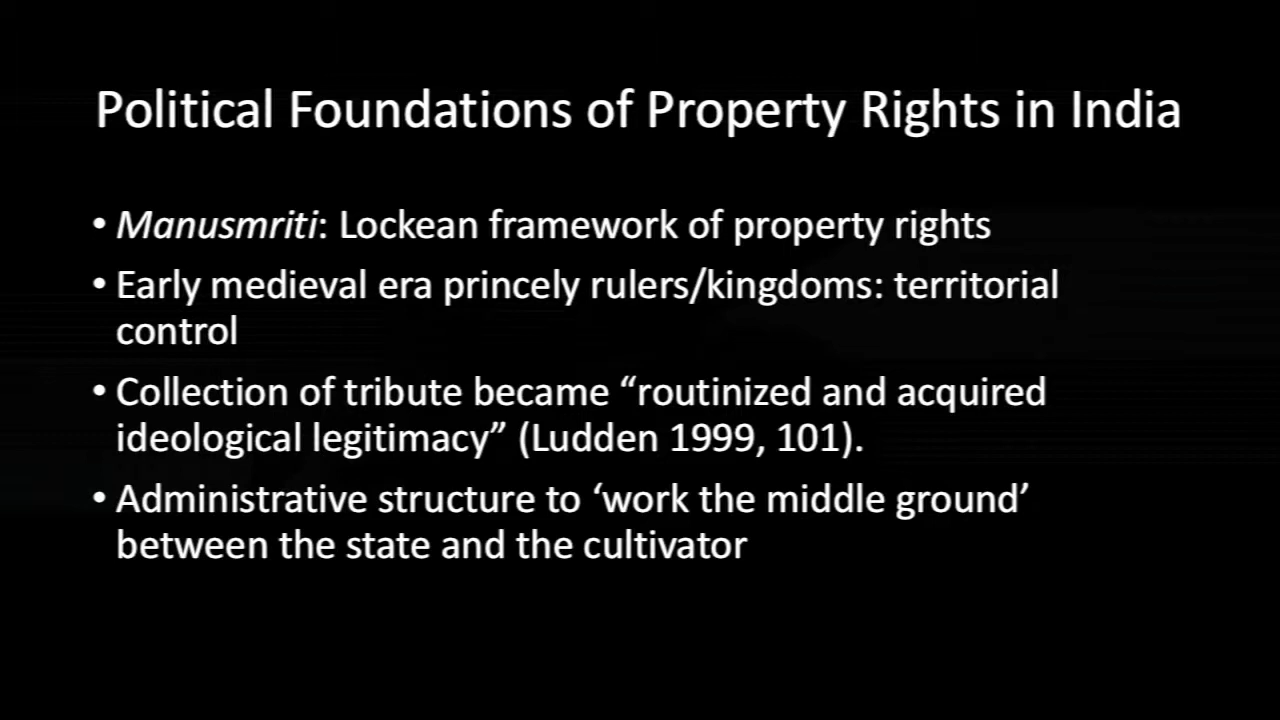 Political Foundations of Property Rights in India
• Manusmriti: Lockean framework of property rights
• Early medieval era princely rulers/kingdoms: territorial
control
• Collection of tribute became “routinized and acquired
ideological legitimacy” (Ludden 1999, 101).
• Administrative structure to ‘work the middle ground’
between the state and the cultivator